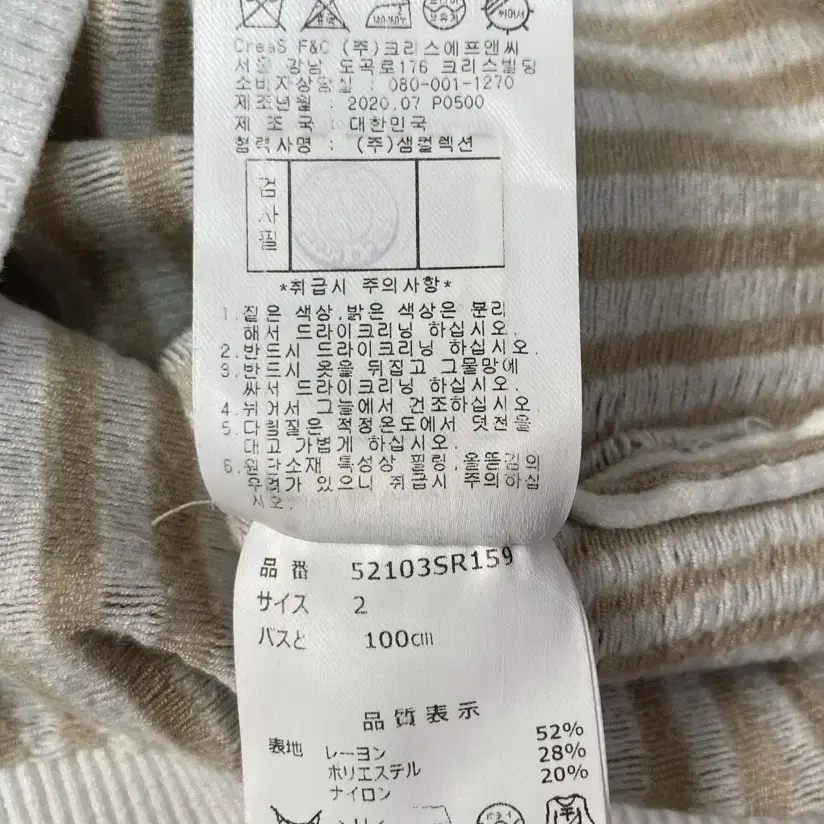 140~160℃
뉘어서
CreaS F&C (주)크리스에프앤씨
서울 강남 도곡로176 크리스빌딩
소비자상담실 : 080-001-1270
제조년월 : 2020.07 P0500
제 조 국 : 대한민국
협력사명 : (주)생컬렉션
검사필
*취급시 주의사항*
1.짙은 색상,밝은 색상은 분리
해서 드라이크리닝 하십시오.
2.반드시 드라이크리닝 하십시오.
3.반드시 옷을 뒤집고 그물망에
싸서 드라이크리닝 하십시오.
4.뉘어서 그늘에서 건조하십시오.
5.다림질은 적정온도에서 덧천을
대고 가볍게 하십시오.
6.원단소재 특성상 필링,올뜯김의
우려가 있으니 취급시 주의하십
시오.
品番 52103SR159
サイズ 2
バスと 100cm
品質表示
表地 レーヨン 52%
ポリエステル 28%
ナイロン 20%